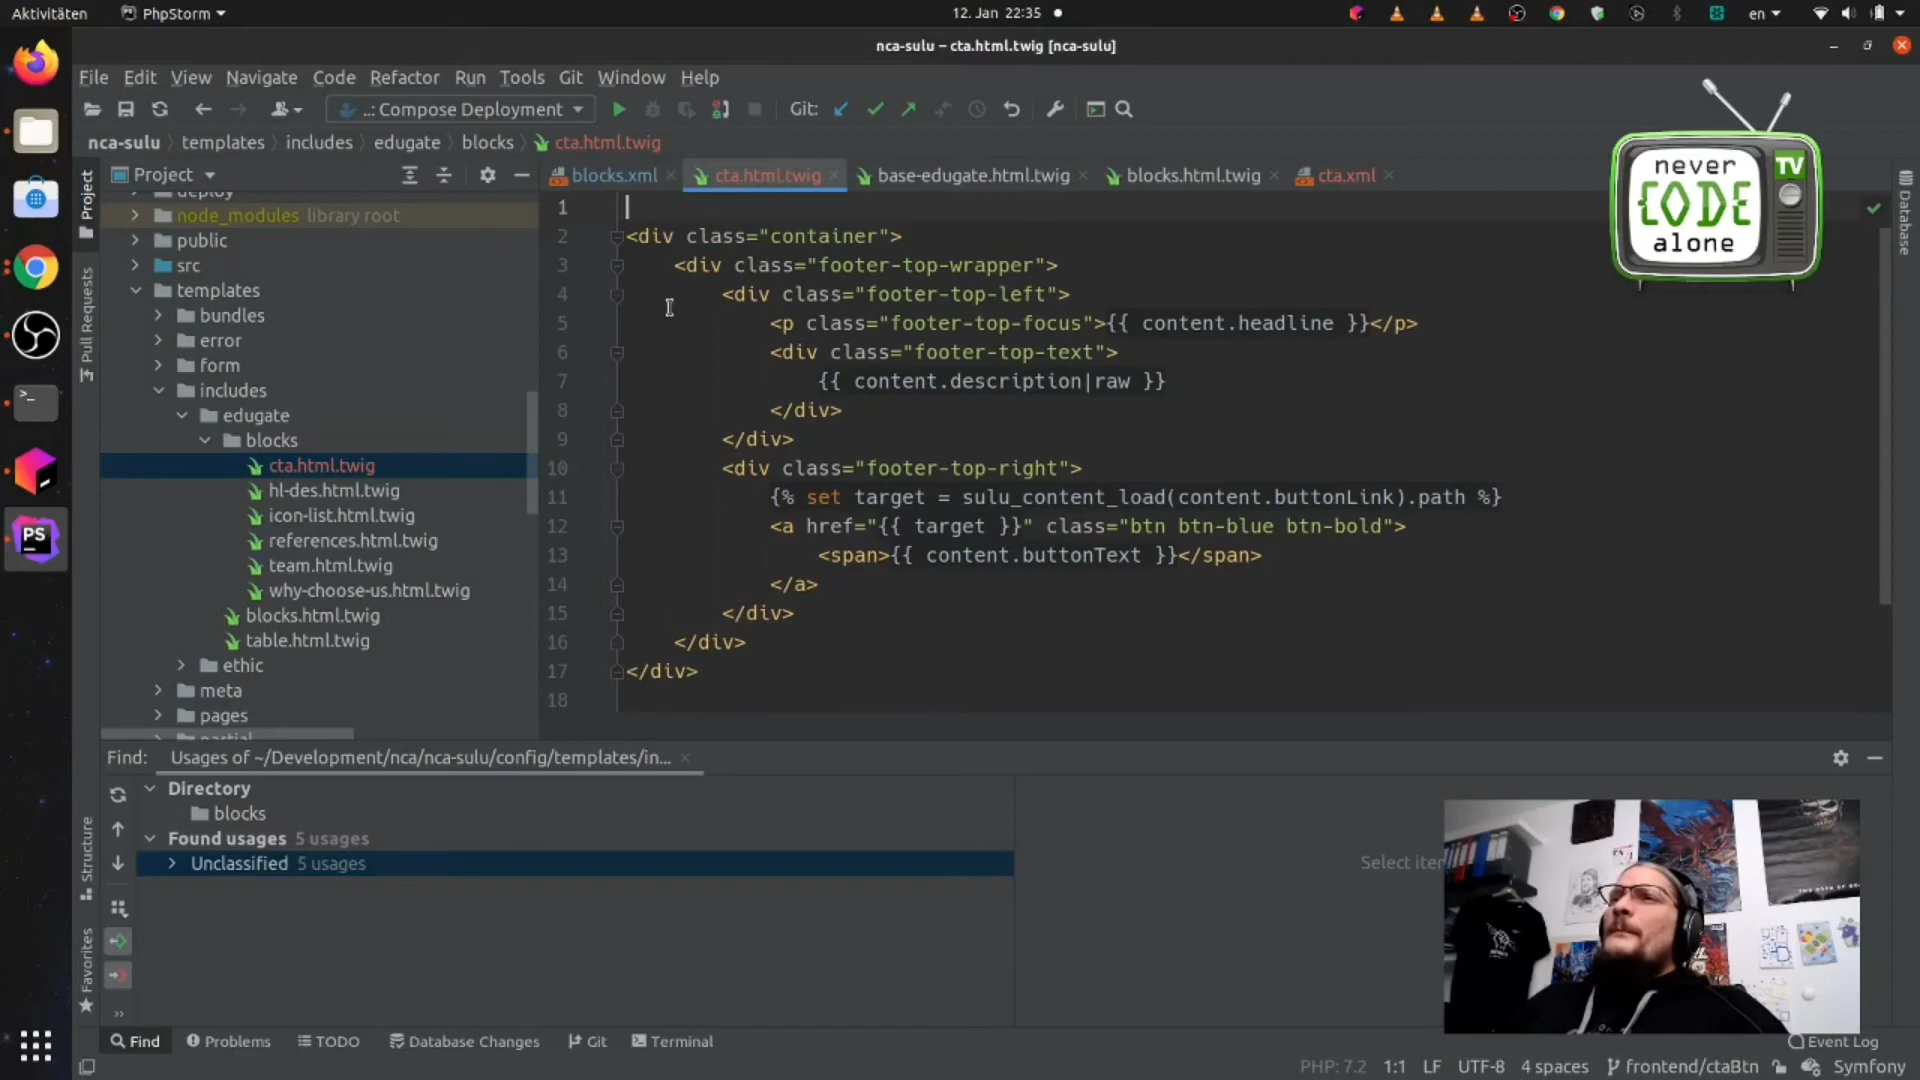 Aktivitäten
PhpStorm
12. Jan 22:35
en
nca-sulu – cta.html.twig [nca-sulu]
File Edit View Navigate Code Refactor Run Tools Git Window Help
..: Compose Deployment
Git:
nca-sulu templates includes edugate blocks cta.html.twig
Project
blocks.xml
cta.html.twig
base-edugate.html.twig
blocks.html.twig
cta.xml
never
CODE
alone
TV
Project
Pull Requests
Structure
Favorites
Database
deploy
node_modules library root
public
src
templates
bundles
error
form
includes
edugate
blocks
cta.html.twig
hl-des.html.twig
icon-list.html.twig
references.html.twig
team.html.twig
why-choose-us.html.twig
blocks.html.twig
table.html.twig
ethic
meta
pages
partial
1
2 <div class="container">
3 <div class="footer-top-wrapper">
4 <div class="footer-top-left">
5 <p class="footer-top-focus">{{ content.headline }}</p>
6 <div class="footer-top-text">
7 {{ content.description|raw }}
8 </div>
9 </div>
10 <div class="footer-top-right">
11 {% set target = sulu_content_load(content.buttonLink).path %}
12 <a href="{{ target }}" class="btn btn-blue btn-bold">
13 <span>{{ content.buttonText }}</span>
14 </a>
15 </div>
16 </div>
17 </div>
18
Find: Usages of ~/Development/nca/nca-sulu/config/templates/in...
Directory
blocks
Found usages 5 usages
Unclassified 5 usages
Find
Problems
TODO
Database Changes
Git
Terminal
Event Log
PHP: 7.2 1:1 LF UTF-8 4 spaces frontend/ctaBtn Symfony
PS